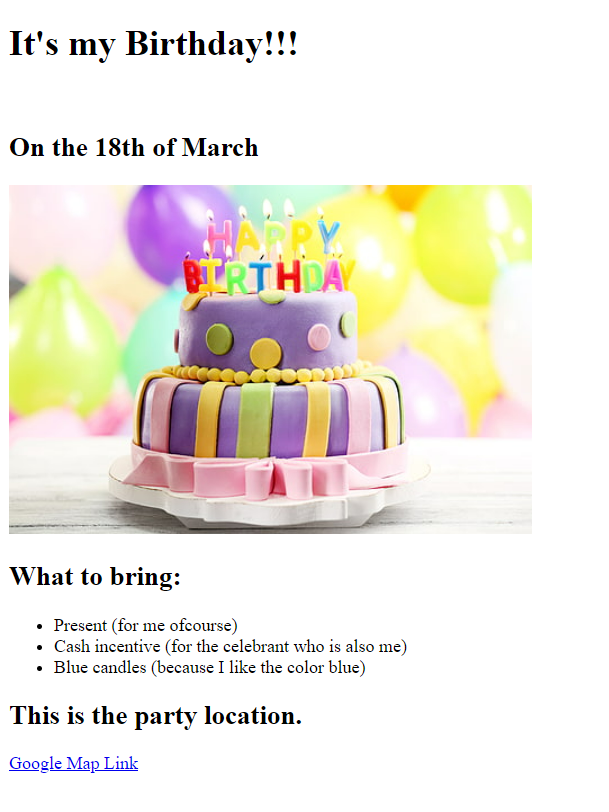 It's my Birthday!!!
On the 18th of March
HAPPY
BIRTHDAY
What to bring:
Present (for me ofcourse)
Cash incentive (for the celebrant who is also me)
Blue candles (because I like the color blue)
This is the party location.
Google Map Link